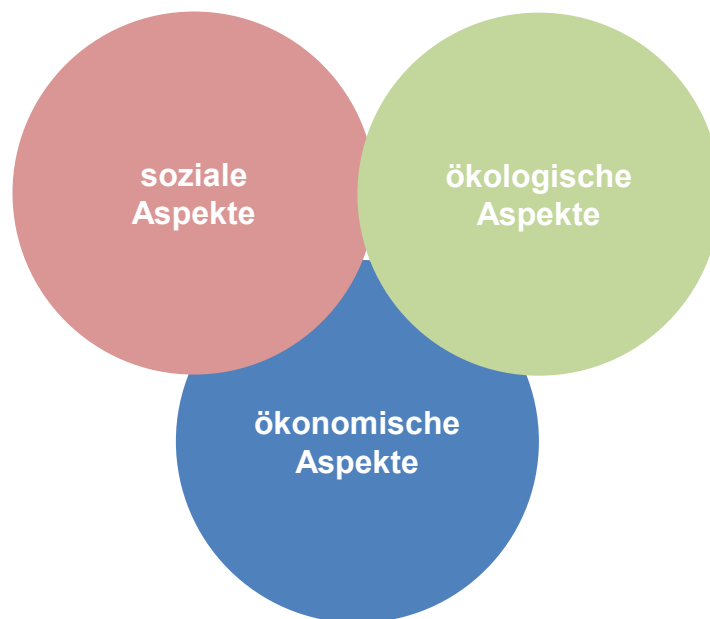 soziale
Aspekte
ökologische
Aspekte
ökonomische
Aspekte